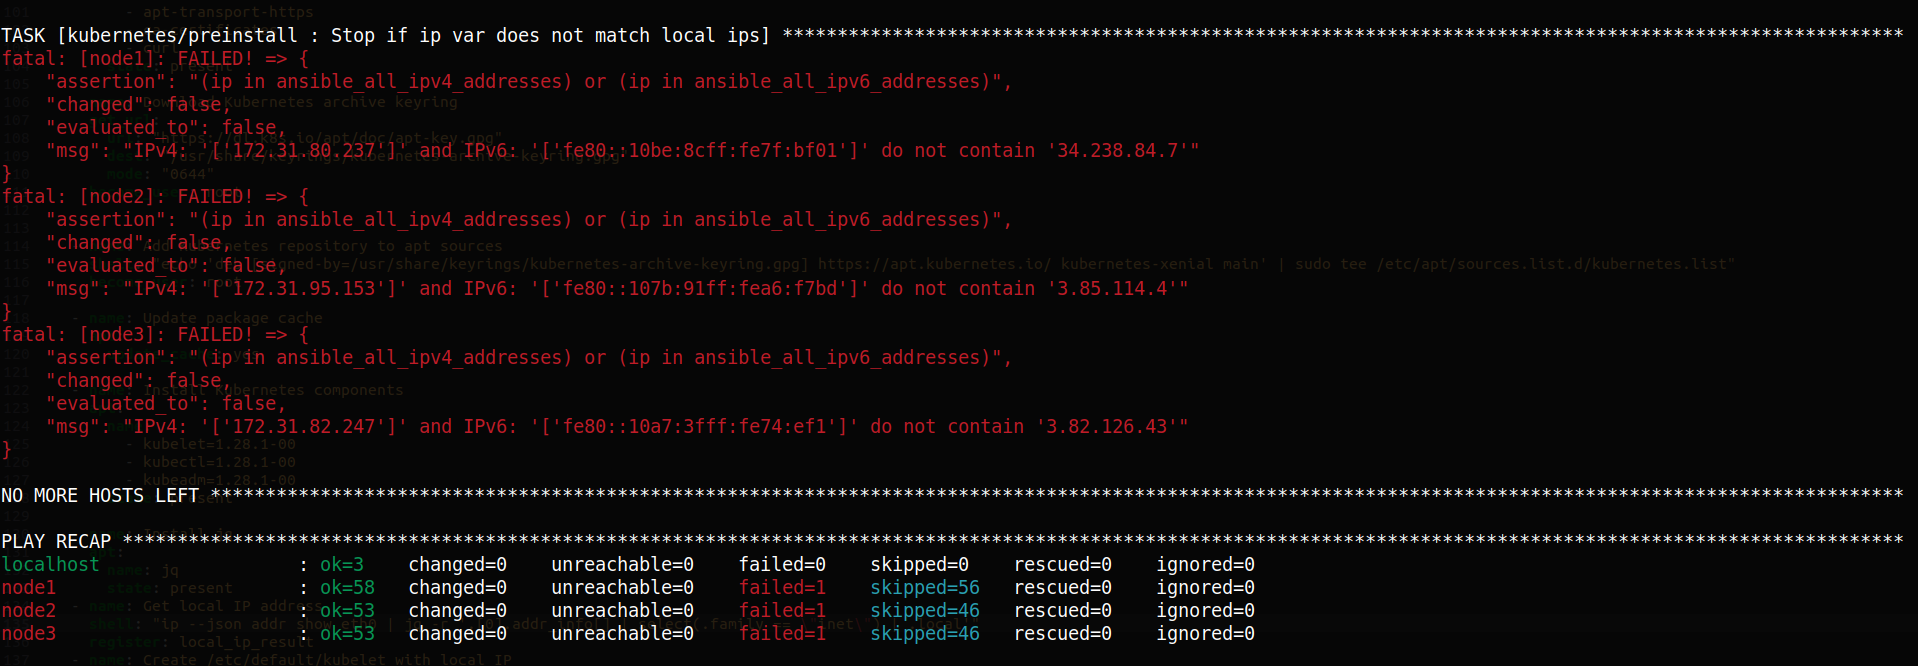 - apt-transport-https
TASK [kubernetes/preinstall : Stop if ip var does not match local ips] ******************************************************************************************************
fatal: [node1]: FAILED! => {
    "assertion": "(ip in ansible_all_ipv4_addresses) or (ip in ansible_all_ipv6_addresses)",
    "changed": false,
    "evaluated_to": false,
    "msg": "IPv4: '['172.31.80.237']' and IPv6: '['fe80::10be:8cff:fe7f:bf01']' do not contain '34.238.84.7'"
}
fatal: [node2]: FAILED! => {
    "assertion": "(ip in ansible_all_ipv4_addresses) or (ip in ansible_all_ipv6_addresses)",
    "changed": false,
    "evaluated_to": false,
    "msg": "IPv4: '['172.31.95.153']' and IPv6: '['fe80::107b:91ff:fea6:f7bd']' do not contain '3.85.114.4'"
}
fatal: [node3]: FAILED! => {
    "assertion": "(ip in ansible_all_ipv4_addresses) or (ip in ansible_all_ipv6_addresses)",
    "changed": false,
    "evaluated_to": false,
    "msg": "IPv4: '['172.31.82.247']' and IPv6: '['fe80::10a7:3fff:fe74:ef1']' do not contain '3.82.126.43'"
}
NO MORE HOSTS LEFT **********************************************************************************************************************************************************
PLAY RECAP ******************************************************************************************************************************************************************
localhost                  : ok=3    changed=0    unreachable=0    failed=0    skipped=0    rescued=0    ignored=0
node1                      : ok=58   changed=0    unreachable=0    failed=1    skipped=56   rescued=0    ignored=0
node2                      : ok=53   changed=0    unreachable=0    failed=1    skipped=46   rescued=0    ignored=0
node3                      : ok=53   changed=0    unreachable=0    failed=1    skipped=46   rescued=0    ignored=0